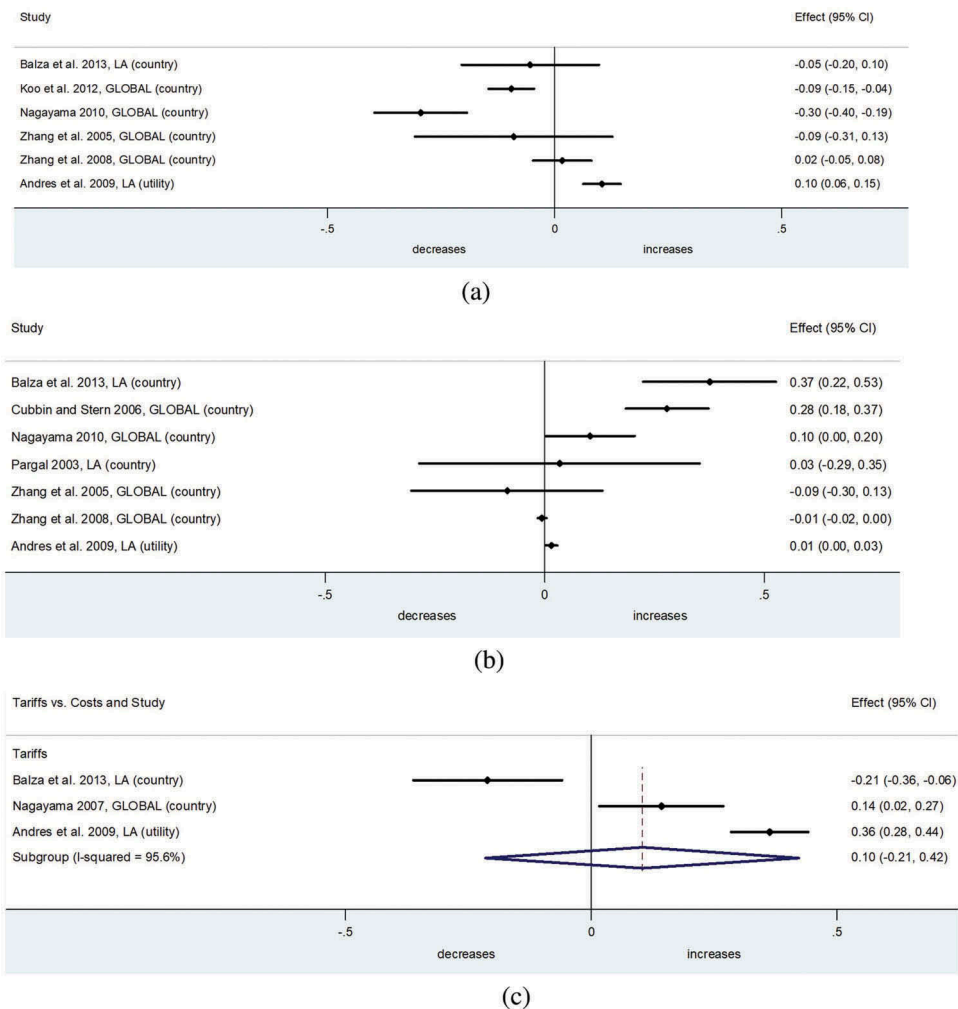 Study Effect (95% CI)
Balza et al. 2013, LA (country) -0.05 (-0.20, 0.10)
Koo et al. 2012, GLOBAL (country) -0.09 (-0.15, -0.04)
Nagayama 2010, GLOBAL (country) -0.30 (-0.40, -0.19)
Zhang et al. 2005, GLOBAL (country) -0.09 (-0.31, 0.13)
Zhang et al. 2008, GLOBAL (country) 0.02 (-0.05, 0.08)
Andres et al. 2009, LA (utility) 0.10 (0.06, 0.15)
-.5 0 .5
decreases increases
(a)
Study Effect (95% CI)
Balza et al. 2013, LA (country) 0.37 (0.22, 0.53)
Cubbin and Stern 2006, GLOBAL (country) 0.28 (0.18, 0.37)
Nagayama 2010, GLOBAL (country) 0.10 (0.00, 0.20)
Pargal 2003, LA (country) 0.03 (-0.29, 0.35)
Zhang et al. 2005, GLOBAL (country) -0.09 (-0.30, 0.13)
Zhang et al. 2008, GLOBAL (country) -0.01 (-0.02, 0.00)
Andres et al. 2009, LA (utility) 0.01 (0.00, 0.03)
-.5 0 .5
decreases increases
(b)
Tariffs vs. Costs and Study Effect (95% CI)
Tariffs
Balza et al. 2013, LA (country) -0.21 (-0.36, -0.06)
Nagayama 2007, GLOBAL (country) 0.14 (0.02, 0.27)
Andres et al. 2009, LA (utility) 0.36 (0.28, 0.44)
Subgroup (I-squared = 95.6%) 0.10 (-0.21, 0.42)
-.5 0 .5
decreases increases
(c)